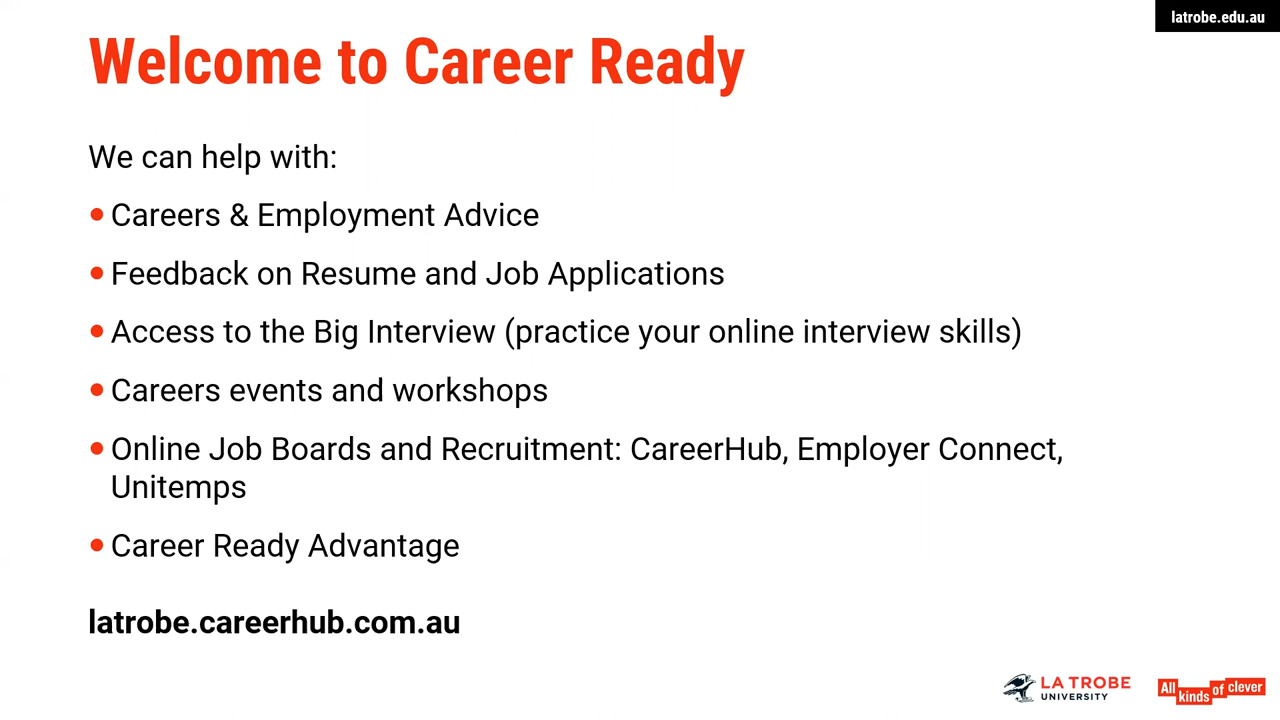 latrobe.edu.au
Welcome to Career Ready
We can help with:
• Careers & Employment Advice
• Feedback on Resume and Job Applications
• Access to the Big Interview (practice your online interview skills)
• Careers events and workshops
• Online Job Boards and Recruitment: CareerHub, Employer Connect,
Unitemps
• Career Ready Advantage
latrobe.careerhub.com.au
LA TROBE
UNIVERSITY
All kinds of clever